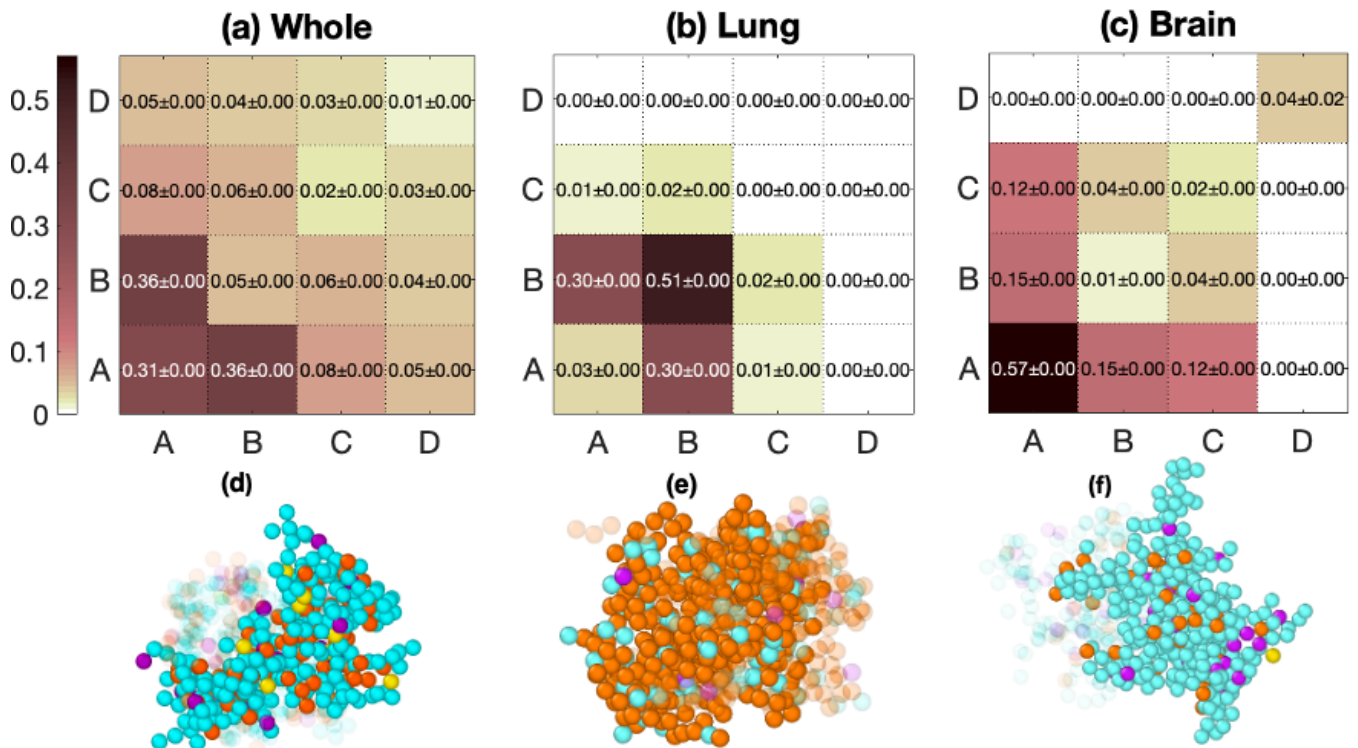 (a) Whole (b) Lung (c) Brain
0.5 D 0.05±0.00 0.04±0.00 0.03±0.00 0.01±0.00 D 0.00±0.00 0.00±0.00 0.00±0.00 0.00±0.00 D 0.00±0.00 0.00±0.00 0.00±0.00 0.04±0.02
0.4
0.3 C 0.08±0.00 0.06±0.00 0.02±0.00 0.03±0.00 C 0.01±0.00 0.02±0.00 0.00±0.00 0.00±0.00 C 0.12±0.00 0.04±0.00 0.02±0.00 0.00±0.00
0.2 B 0.36±0.00 0.05±0.00 0.06±0.00 0.04±0.00 B 0.30±0.00 0.51±0.00 0.02±0.00 0.00±0.00 B 0.15±0.00 0.01±0.00 0.04±0.00 0.00±0.00
0.1 A 0.31±0.00 0.36±0.00 0.08±0.00 0.05±0.00 A 0.03±0.00 0.30±0.00 0.01±0.00 0.00±0.00 A 0.57±0.00 0.15±0.00 0.12±0.00 0.00±0.00
0
A B C D A B C D A B C D
(d) (e) (f)